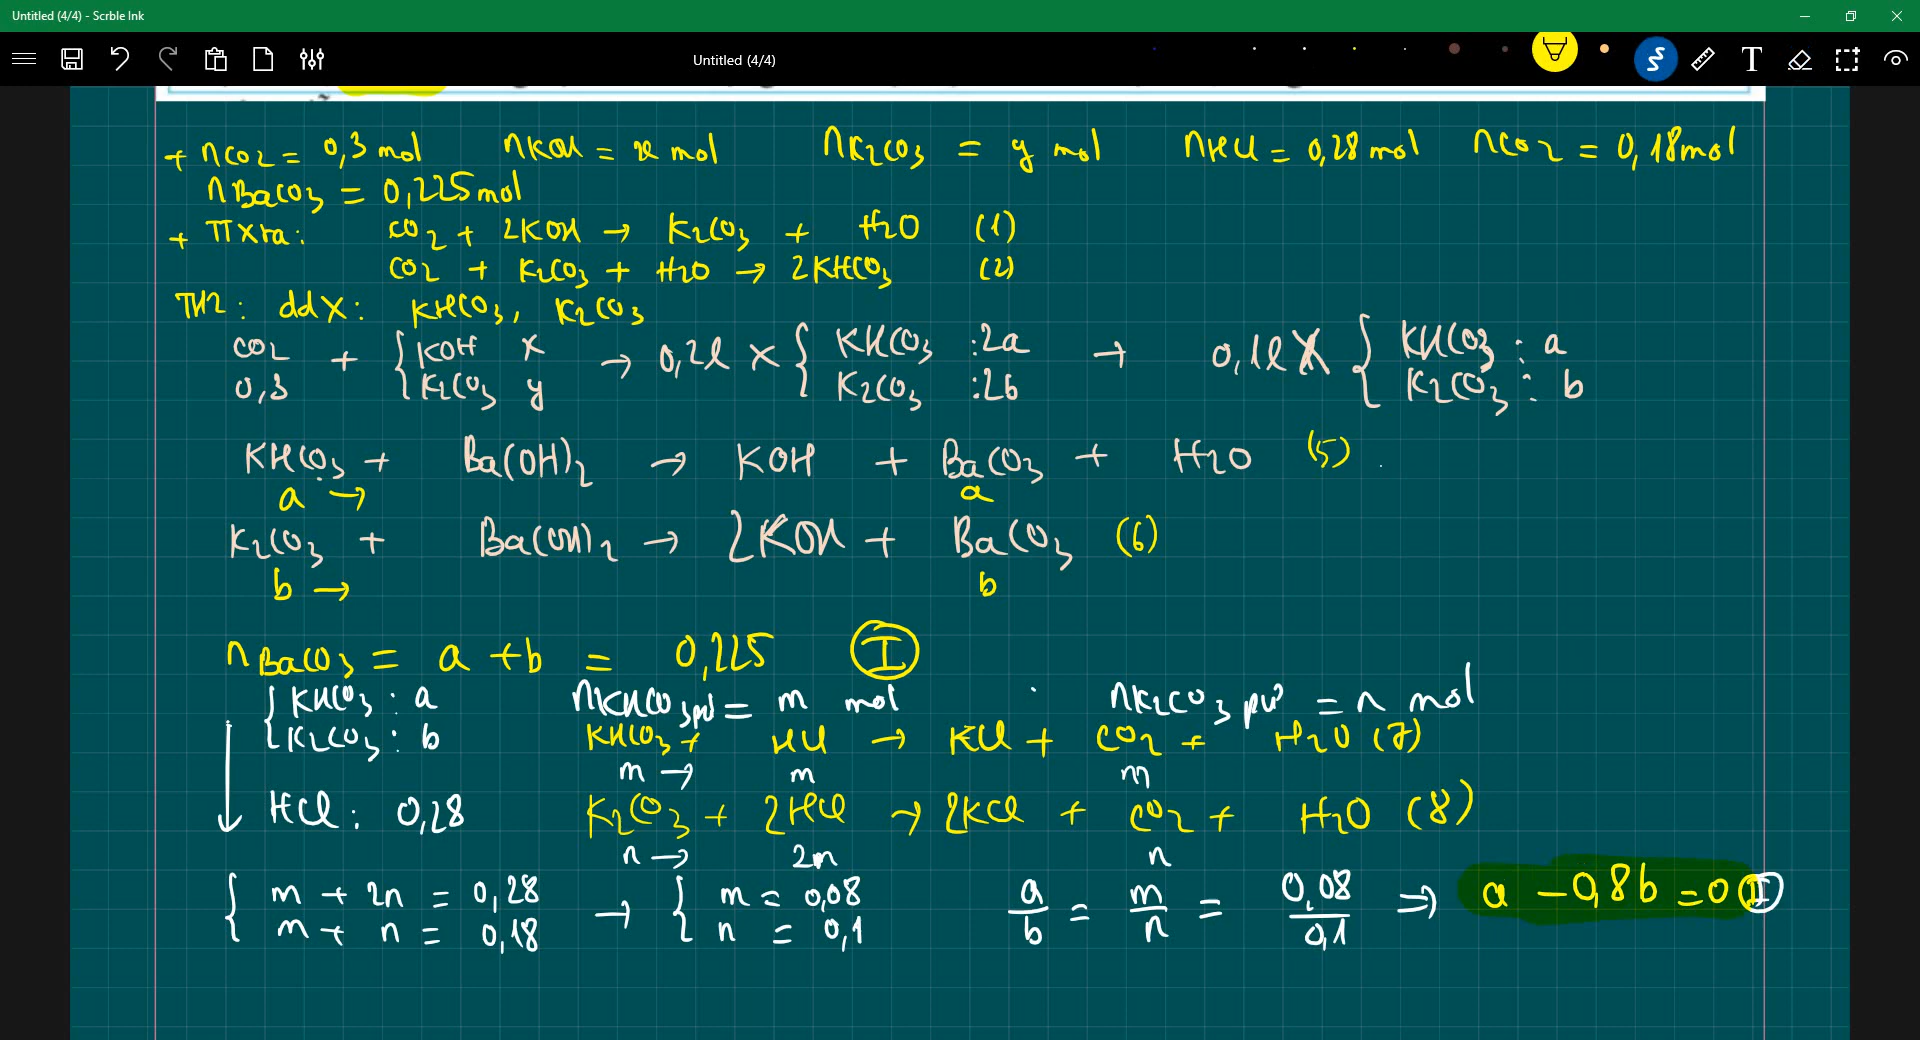 Untitled (4/4) - Scrble Ink
Untitled (4/4)
T
+ nCO2 = 0,3 mol nKOH = x mol nK2CO3 = y mol nHCl = 0,28 mol nCO2 = 0,18 mol
nBaCO3 = 0,225 mol
+ TT Xra: CO2 + 2KOH → K2CO3 + H2O (1)
CO2 + K2CO3 + H2O → 2KHCO3 (2)
TH2: ddX: KHCO3, K2CO3
CO2 + { KOH x → 0,2l X { KHCO3 : 2a → 0,1l X { KHCO3 : a
0,3 K2CO3 y K2CO3 : 2b K2CO3 : b
KHCO3 + Ba(OH)2 → KOH + BaCO3 + H2O (5)
a → a
K2CO3 + Ba(OH)2 → 2KOH + BaCO3 (6)
b → b
nBaCO3 = a + b = 0,225 I
{ KHCO3 : a nKHCO3 pư = m mol nK2CO3 pư = n mol
K2CO3 : b KHCO3 + HCl → KCl + CO2 + H2O (7)
m → m m
HCl : 0,28 K2CO3 + 2HCl → 2KCl + CO2 + H2O (8)
n → 2n n
{ m + 2n = 0,28 → { m = 0,08 a/b = m/n = 0,08/0,1 ⇒ a - 0,8b = 0
m + n = 0,18 n = 0,1